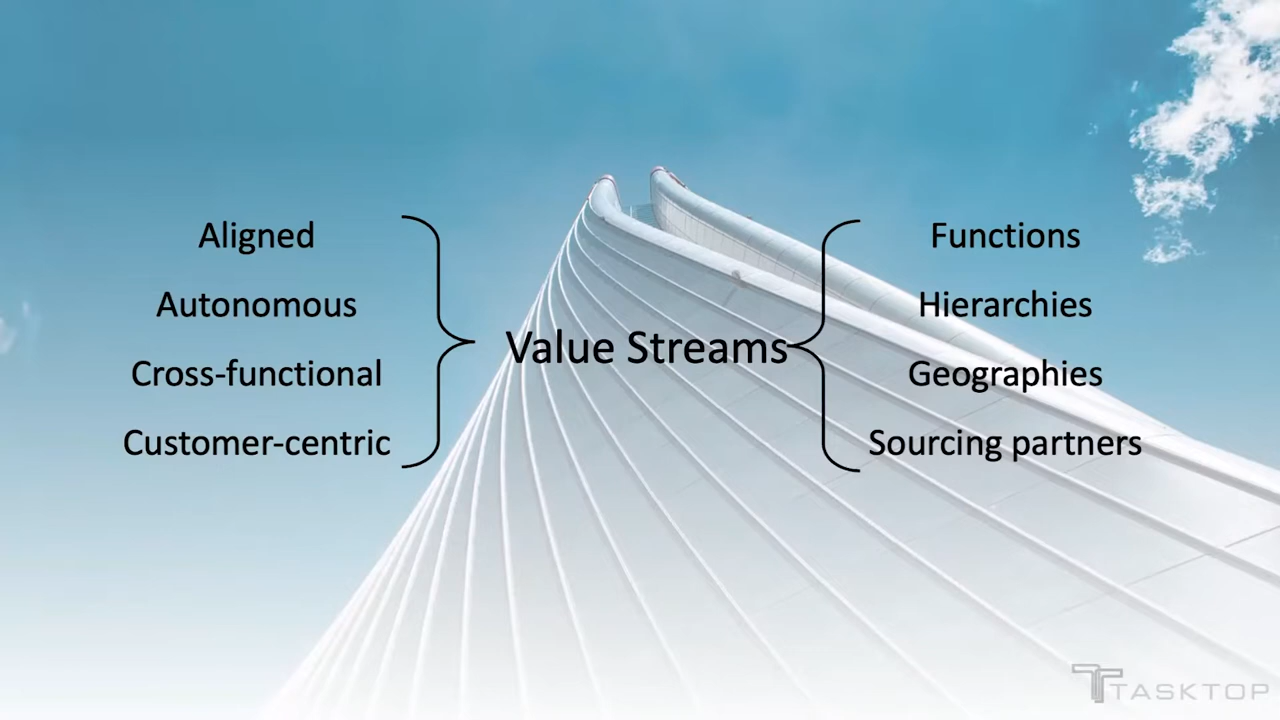 Aligned
Autonomous
Cross-functional
Customer-centric
Value Streams
Functions
Hierarchies
Geographies
Sourcing partners
TASKTOP